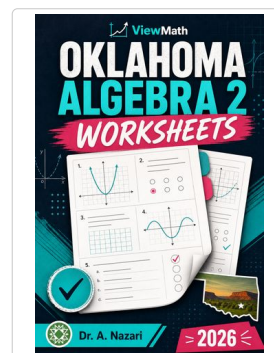 ViewMath
OKLAHOMA
ALGEBRA 2
WORKSHEETS
1.
2.
3.
4.
5.
Dr. A. Nazari
2026